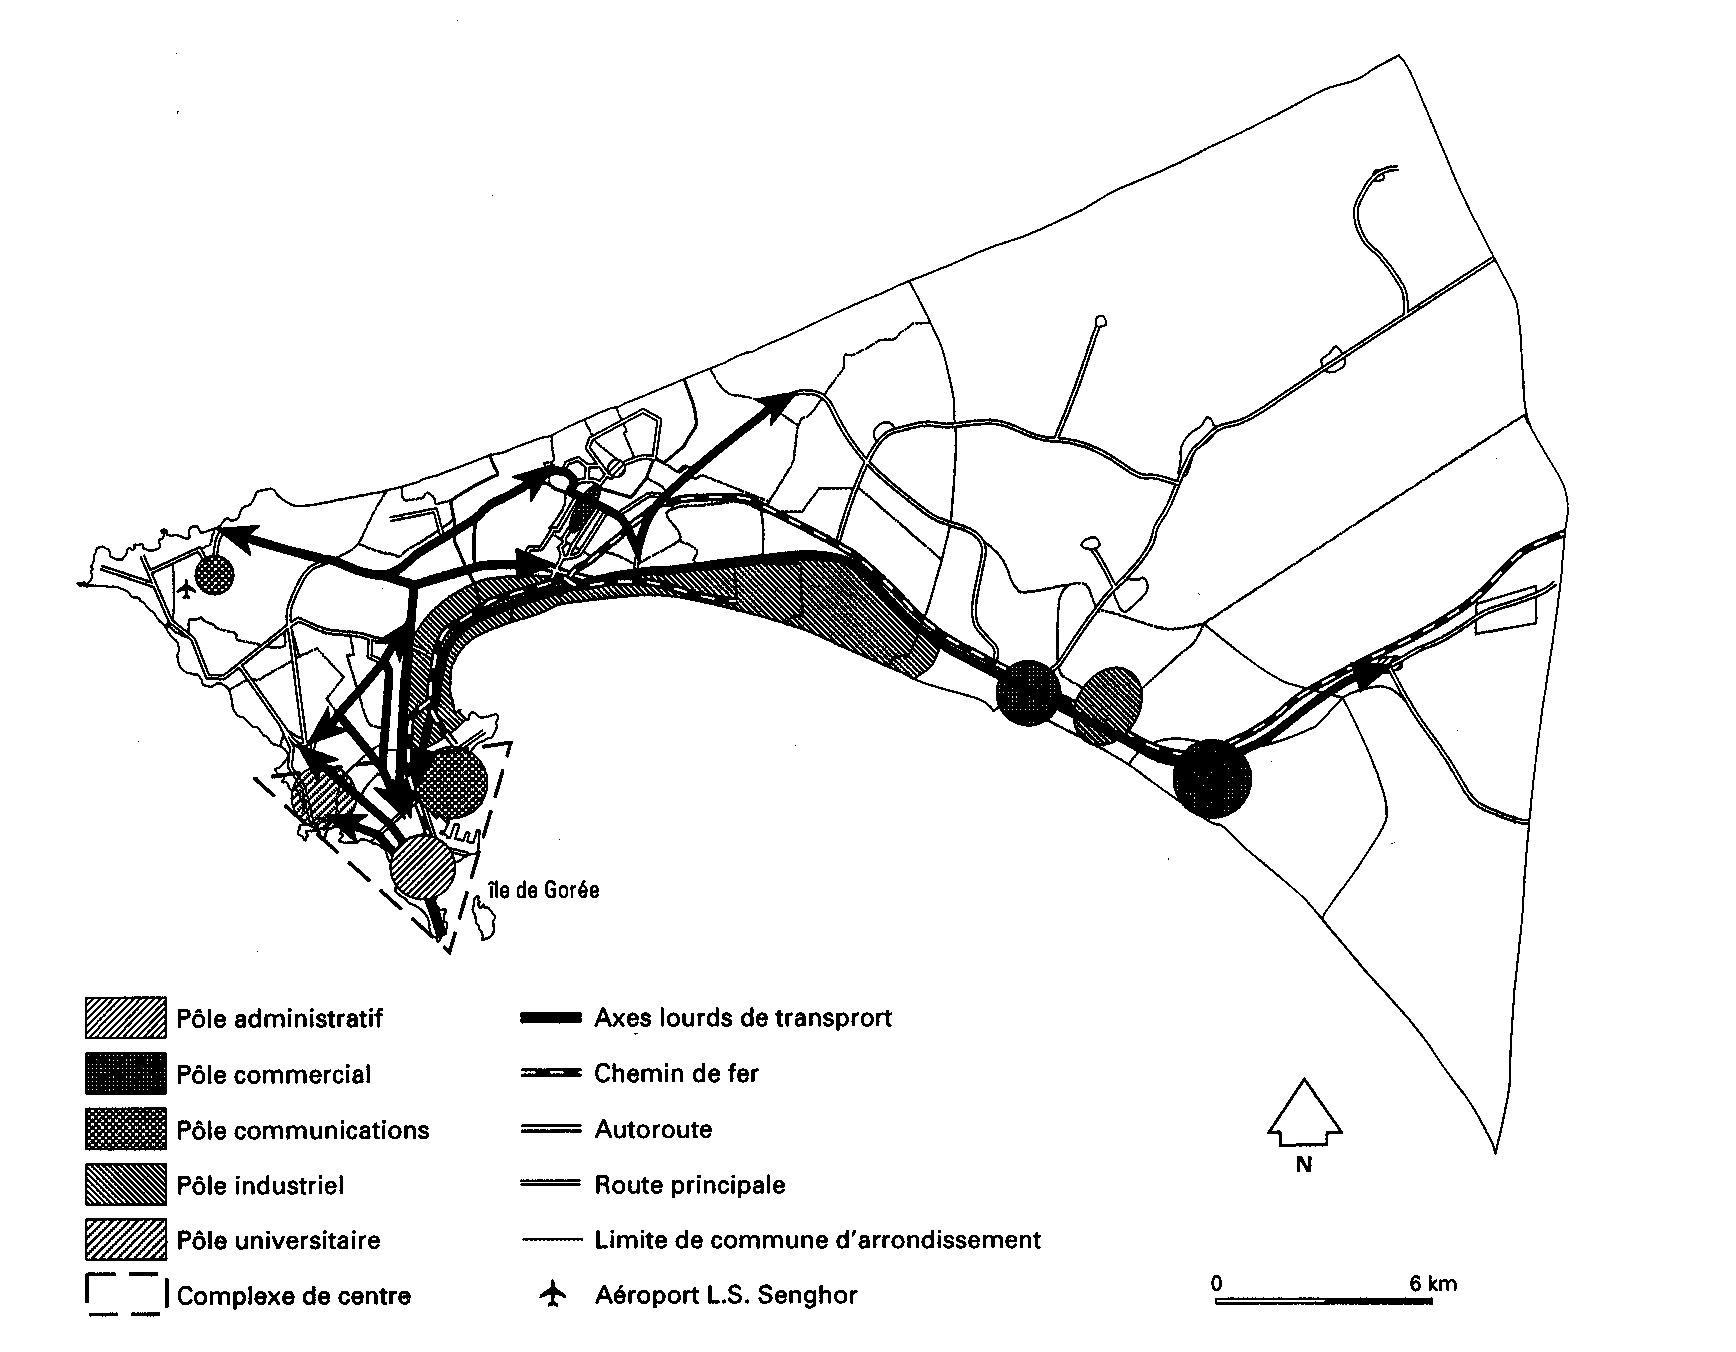 île de Gorée
Pôle administratif
Pôle commercial
Pôle communications
Pôle industriel
Pôle universitaire
Complexe de centre
Axes lourds de transprort
Chemin de fer
Autoroute
Route principale
Limite de commune d'arrondissement
Aéroport L.S. Senghor
N
0 6 km